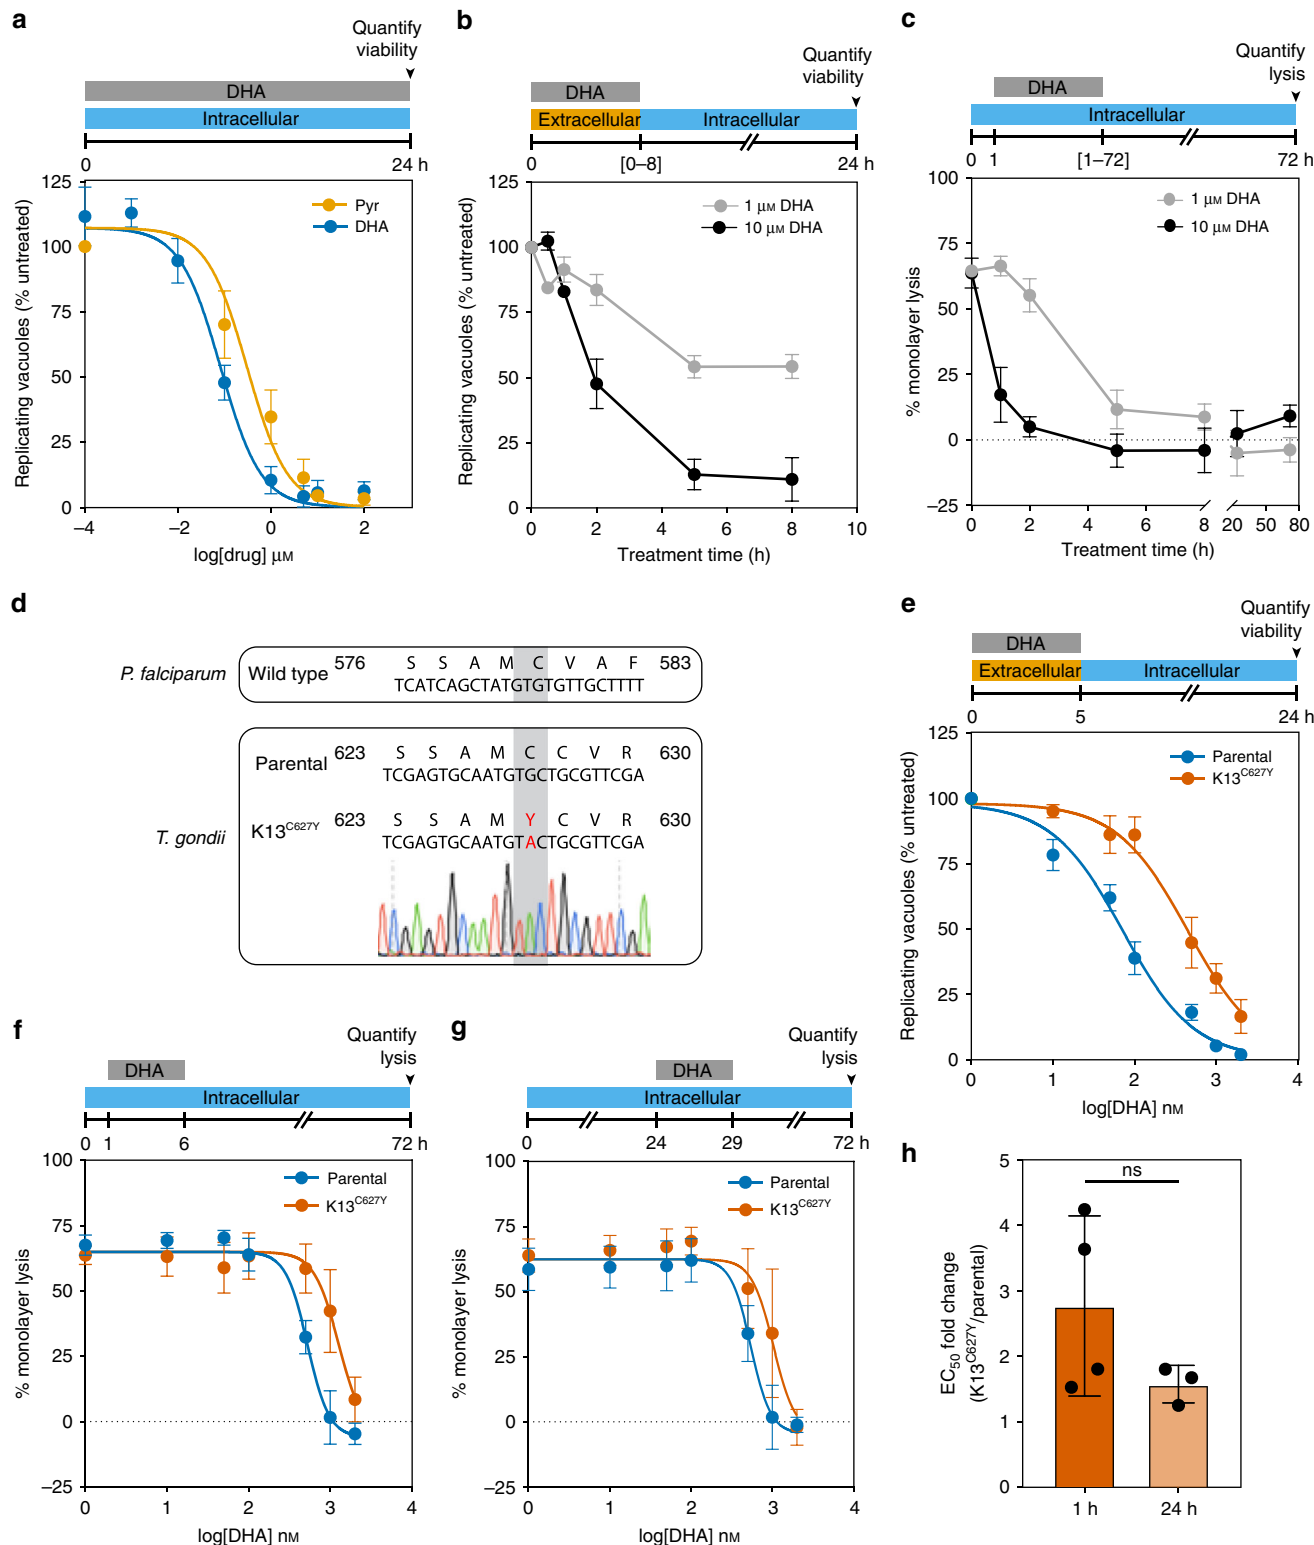 a
Quantify
viability
DHA
Intracellular
0
24 h
125
100
75
50
25
0
Replicating vacuoles (% untreated)
Pyr
DHA
–4
–2
0
2
log[drug] μM
b
Quantify
viability
DHA
Extracellular
Intracellular
0
[0–8]
24 h
125
100
75
50
25
0
Replicating vacuoles (% untreated)
1 μM DHA
10 μM DHA
0
2
4
6
8
10
Treatment time (h)
c
Quantify
lysis
DHA
Intracellular
0
1
[1–72]
72 h
100
75
50
25
0
–25
% monolayer lysis
1 μM DHA
10 μM DHA
0
2
4
6
8
20
50
80
Treatment time (h)
d
P. falciparum
Wild type
576
S S A M C V A F
583
TCATCAGCTATGTGTGTTGCTTTT
T. gondii
Parental
623
S S A M C C V R
630
TCGAGTGCAATGTGCTGCGTTCGA
K13C627Y
623
S S A M Y C V R
630
TCGAGTGCAATGTACTGCGTTCGA
e
Quantify
viability
DHA
Extracellular
Intracellular
0
5
24 h
125
100
75
50
25
0
Replicating vacuoles (% untreated)
Parental
K13C627Y
0
1
2
3
4
log[DHA] nM
f
Quantify
lysis
DHA
Intracellular
0
1
6
72 h
100
75
50
25
0
–25
% monolayer lysis
Parental
K13C627Y
0
1
2
3
4
log[DHA] nM
g
Quantify
lysis
DHA
Intracellular
0
24
29
72 h
100
75
50
25
0
–25
% monolayer lysis
Parental
K13C627Y
0
1
2
3
4
log[DHA] nM
h
5
4
3
2
1
0
EC50 fold change
(K13C627Y/parental)
ns
1 h
24 h